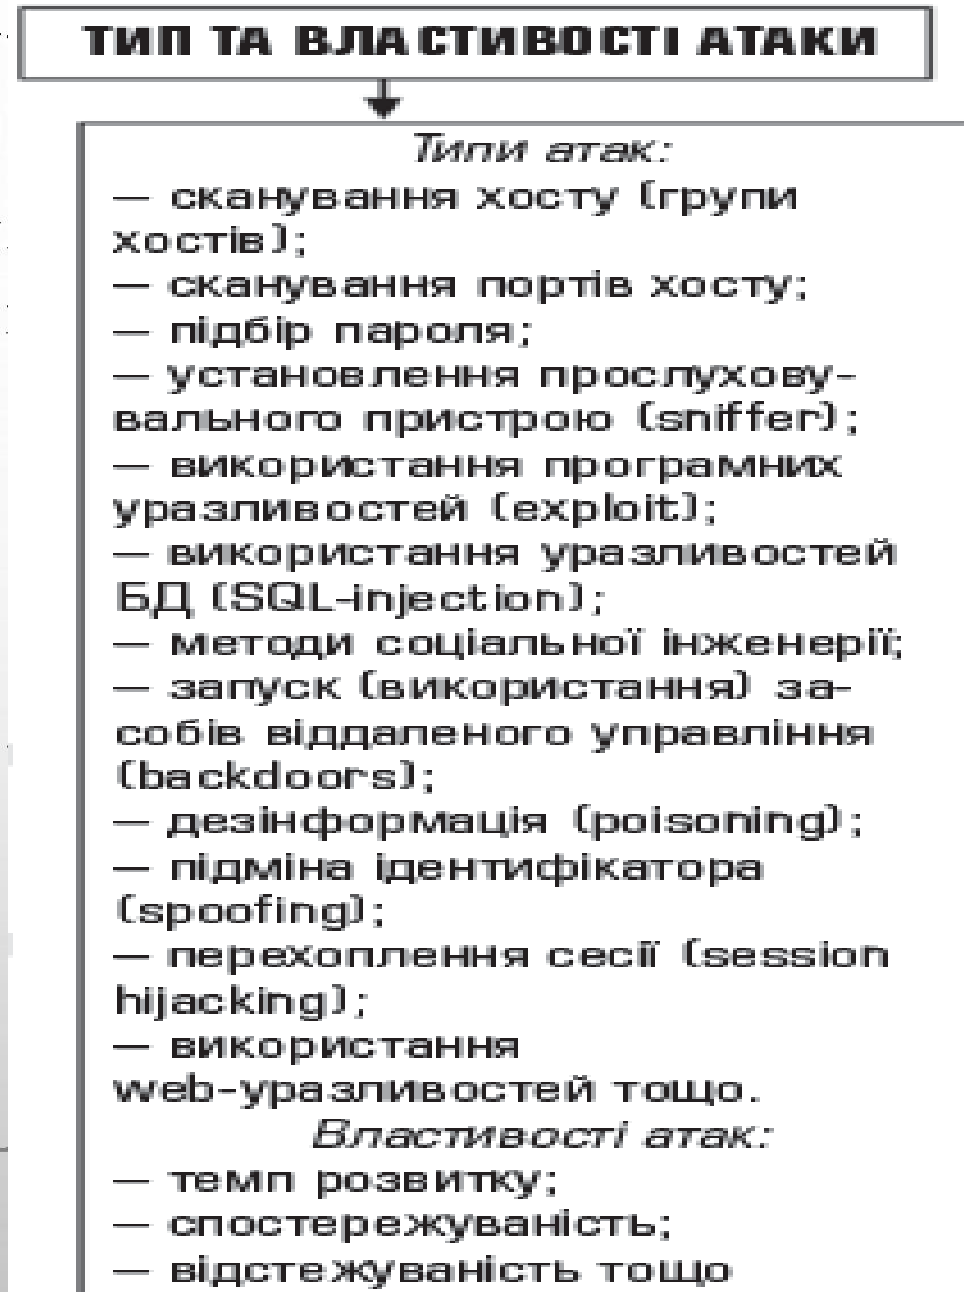 ТИП ТА ВЛАСТИВОСТІ АТАКИ
Типи атак:
— сканування хосту (групи
хостів);
— сканування портів хосту;
— підбір пароля;
— установлення прослухову-
вального пристрою (sniffer);
— використання програмних
уразливостей (exploit);
— використання уразливостей
БД (SQL-injection);
— методи соціальної інженерії;
— запуск (використання) за-
собів віддаленого управління
(backdoors);
— дезінформація (poisoning);
— підміна ідентифікатора
(spoofing);
— перехоплення сесії (session
hijacking);
— використання
web-уразливостей тощо.
Властивості атак:
— темп розвитку;
— спостережуваність;
— відстежуваність тощо